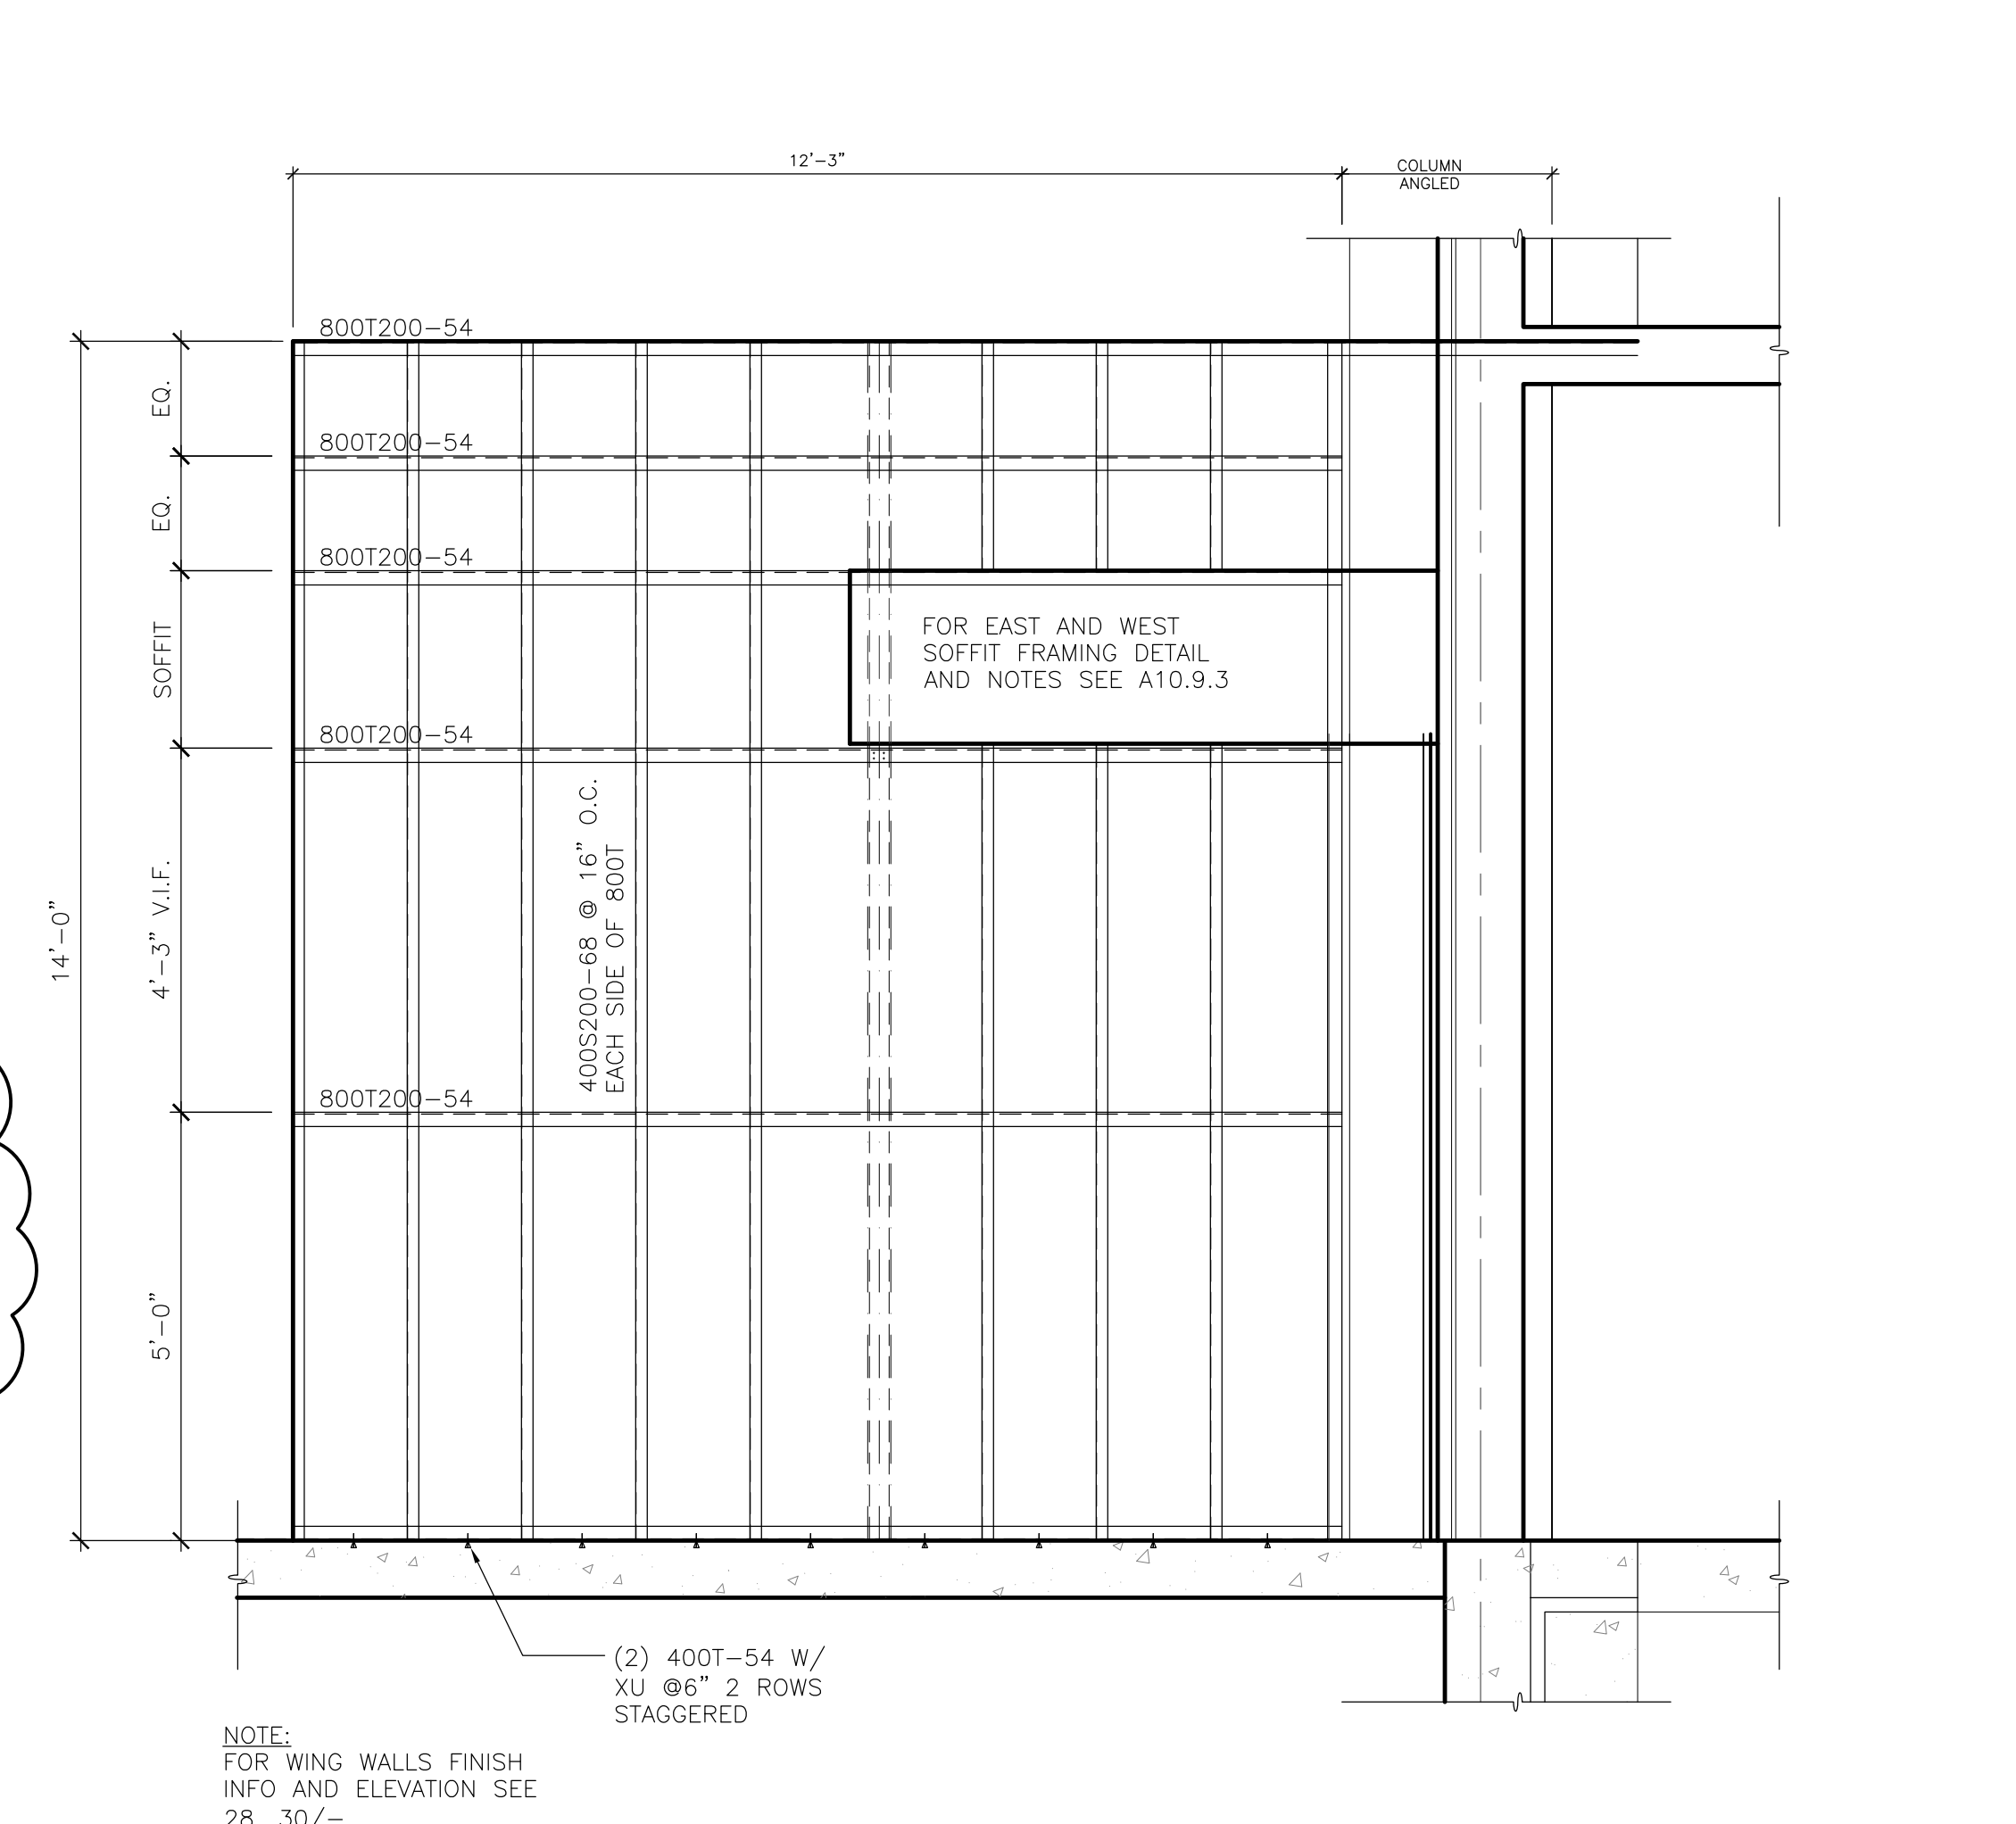 12'-3"
COLUMN
ANGLED
800T200-54
EQ.
800T200-54
EQ.
800T200-54
SOFFIT
FOR EAST AND WEST
SOFFIT FRAMING DETAIL
AND NOTES SEE A10.9.3
800T200-54
400S200-68 @ 16" O.C.
EACH SIDE OF 800T
14'-0"
4'-3" V.I.F.
800T200-54
5'-0"
(2) 400T-54 W/
XU @6" 2 ROWS
STAGGERED
NOTE:
FOR WING WALLS FINISH
INFO AND ELEVATION SEE
28, 30/-